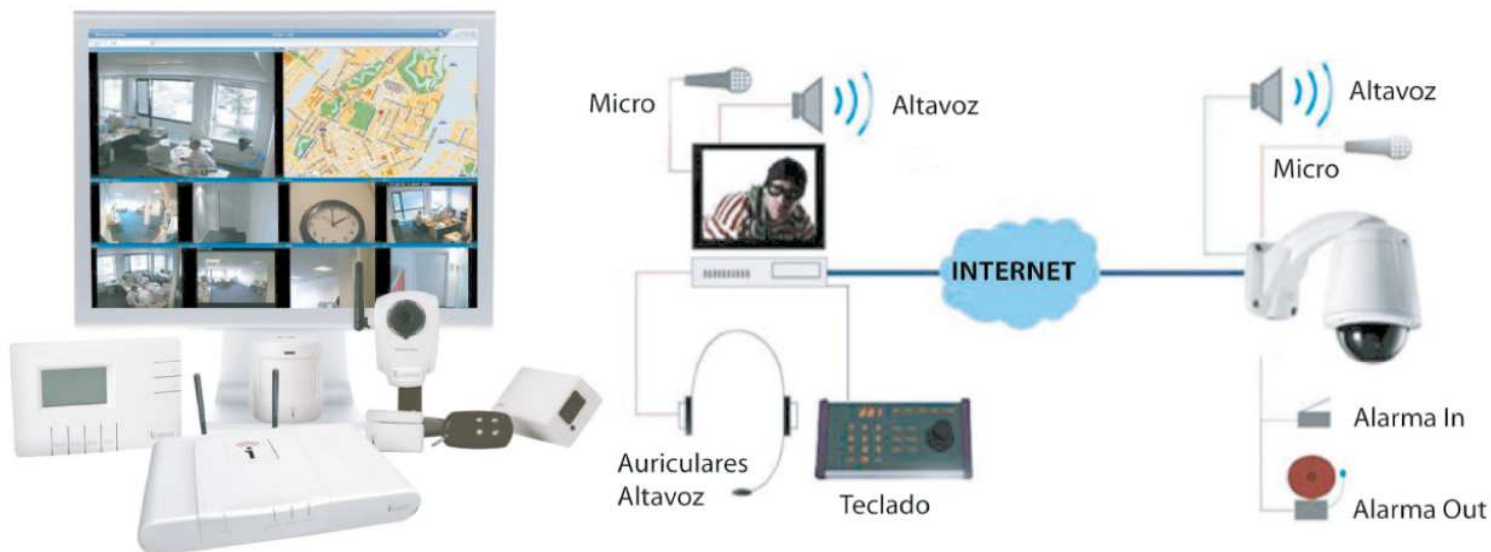 Micro
Altavoz
INTERNET
Auriculares
Altavoz
Teclado
Altavoz
Micro
Alarma In
Alarma Out